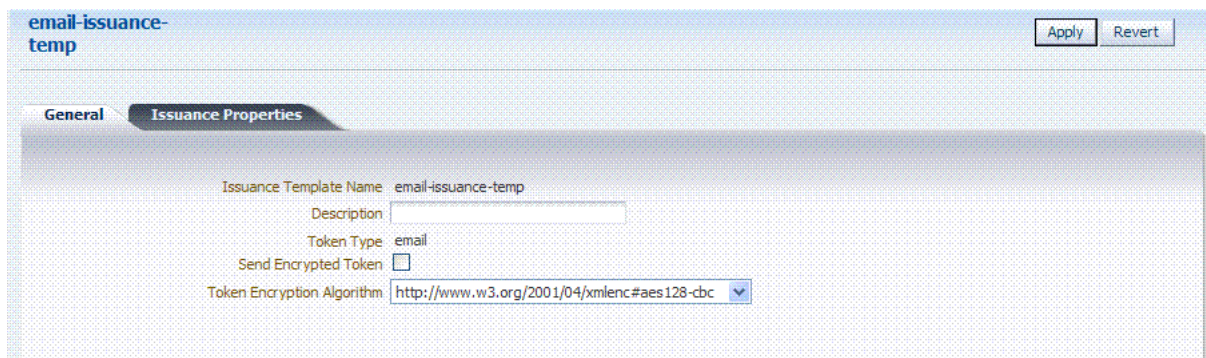 email-issuance-
temp
Apply Revert
General Issuance Properties
Issuance Template Name email-issuance-temp
Description
Token Type email
Send Encrypted Token
Token Encryption Algorithm http://www.w3.org/2001/04/xmlenc#aes128-cbc